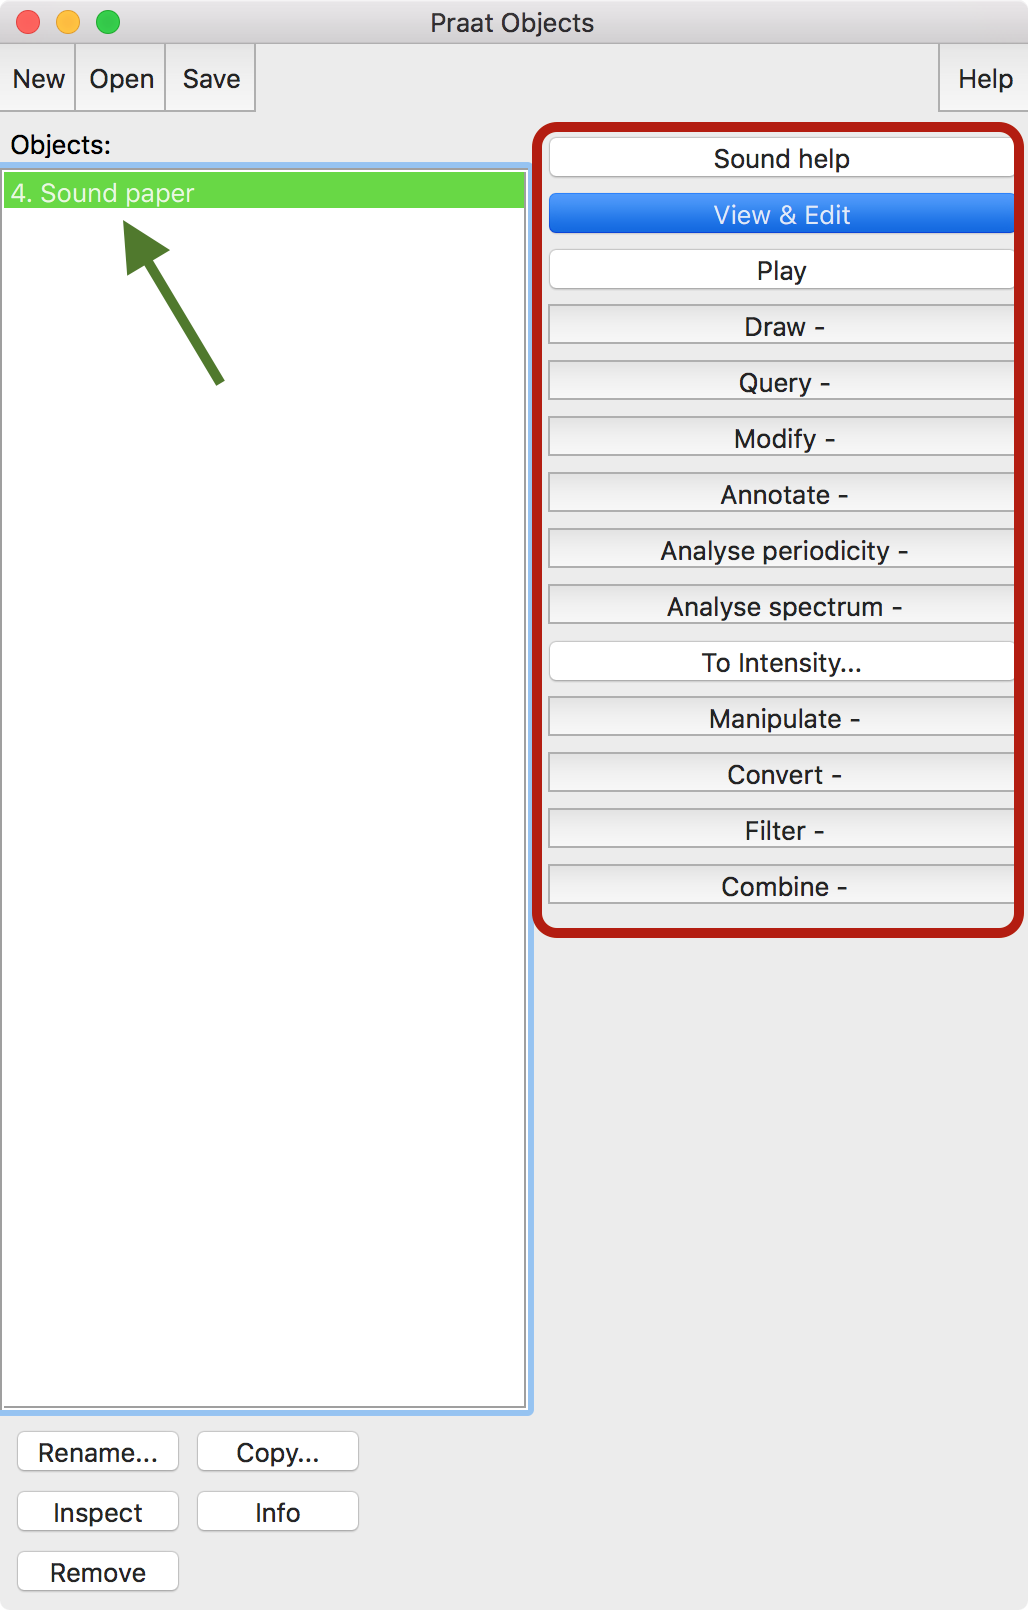 Praat Objects
New
Open
Save
Help
Objects:
4. Sound paper
Sound help
View & Edit
Play
Draw -
Query -
Modify -
Annotate -
Analyse periodicity -
Analyse spectrum -
To Intensity...
Manipulate -
Convert -
Filter -
Combine -
Rename...
Copy...
Inspect
Info
Remove